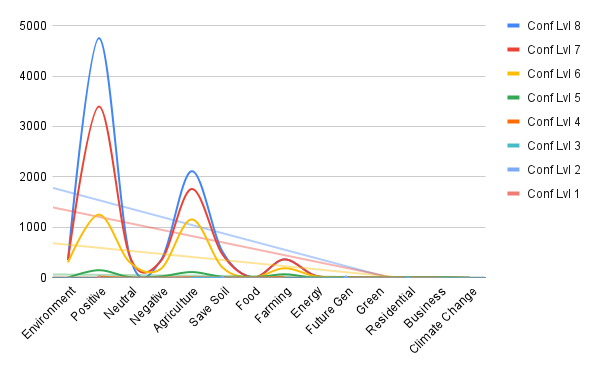 5000
4000
3000
2000
1000
0
Environment
Positive
Neutral
Negative
Agriculture
Save Soil
Food
Farming
Energy
Future Gen
Green
Residential
Business
Climate Change
Conf Lvl 8
Conf Lvl 7
Conf Lvl 6
Conf Lvl 5
Conf Lvl 4
Conf Lvl 3
Conf Lvl 2
Conf Lvl 1